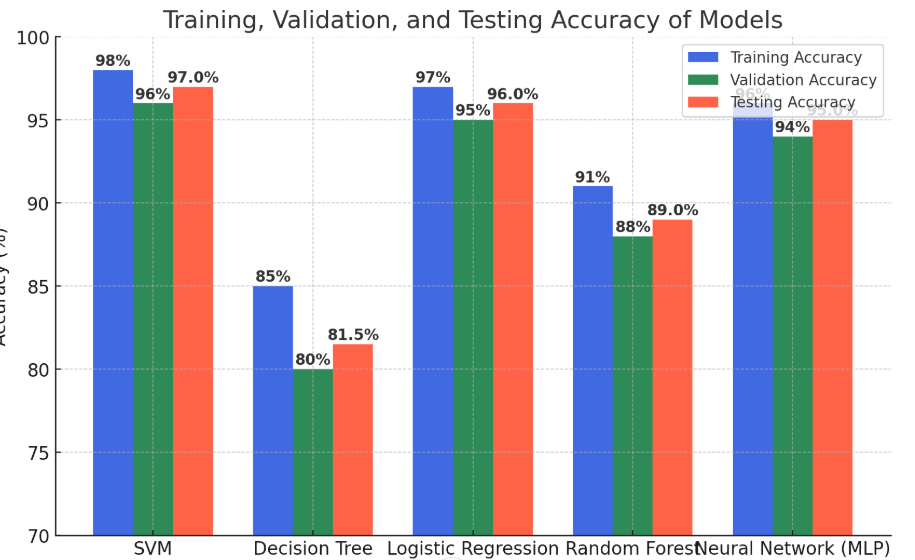 Training, Validation, and Testing Accuracy of Models
Accuracy (%)
100
95
90
85
80
75
70
Training Accuracy
Validation Accuracy
Testing Accuracy
98%
96%
97.0%
85%
80%
81.5%
97%
95%
96.0%
91%
88%
89.0%
96%
94%
95.0%
SVM
Decision Tree
Logistic Regression
Random Forest
Neural Network (MLP)